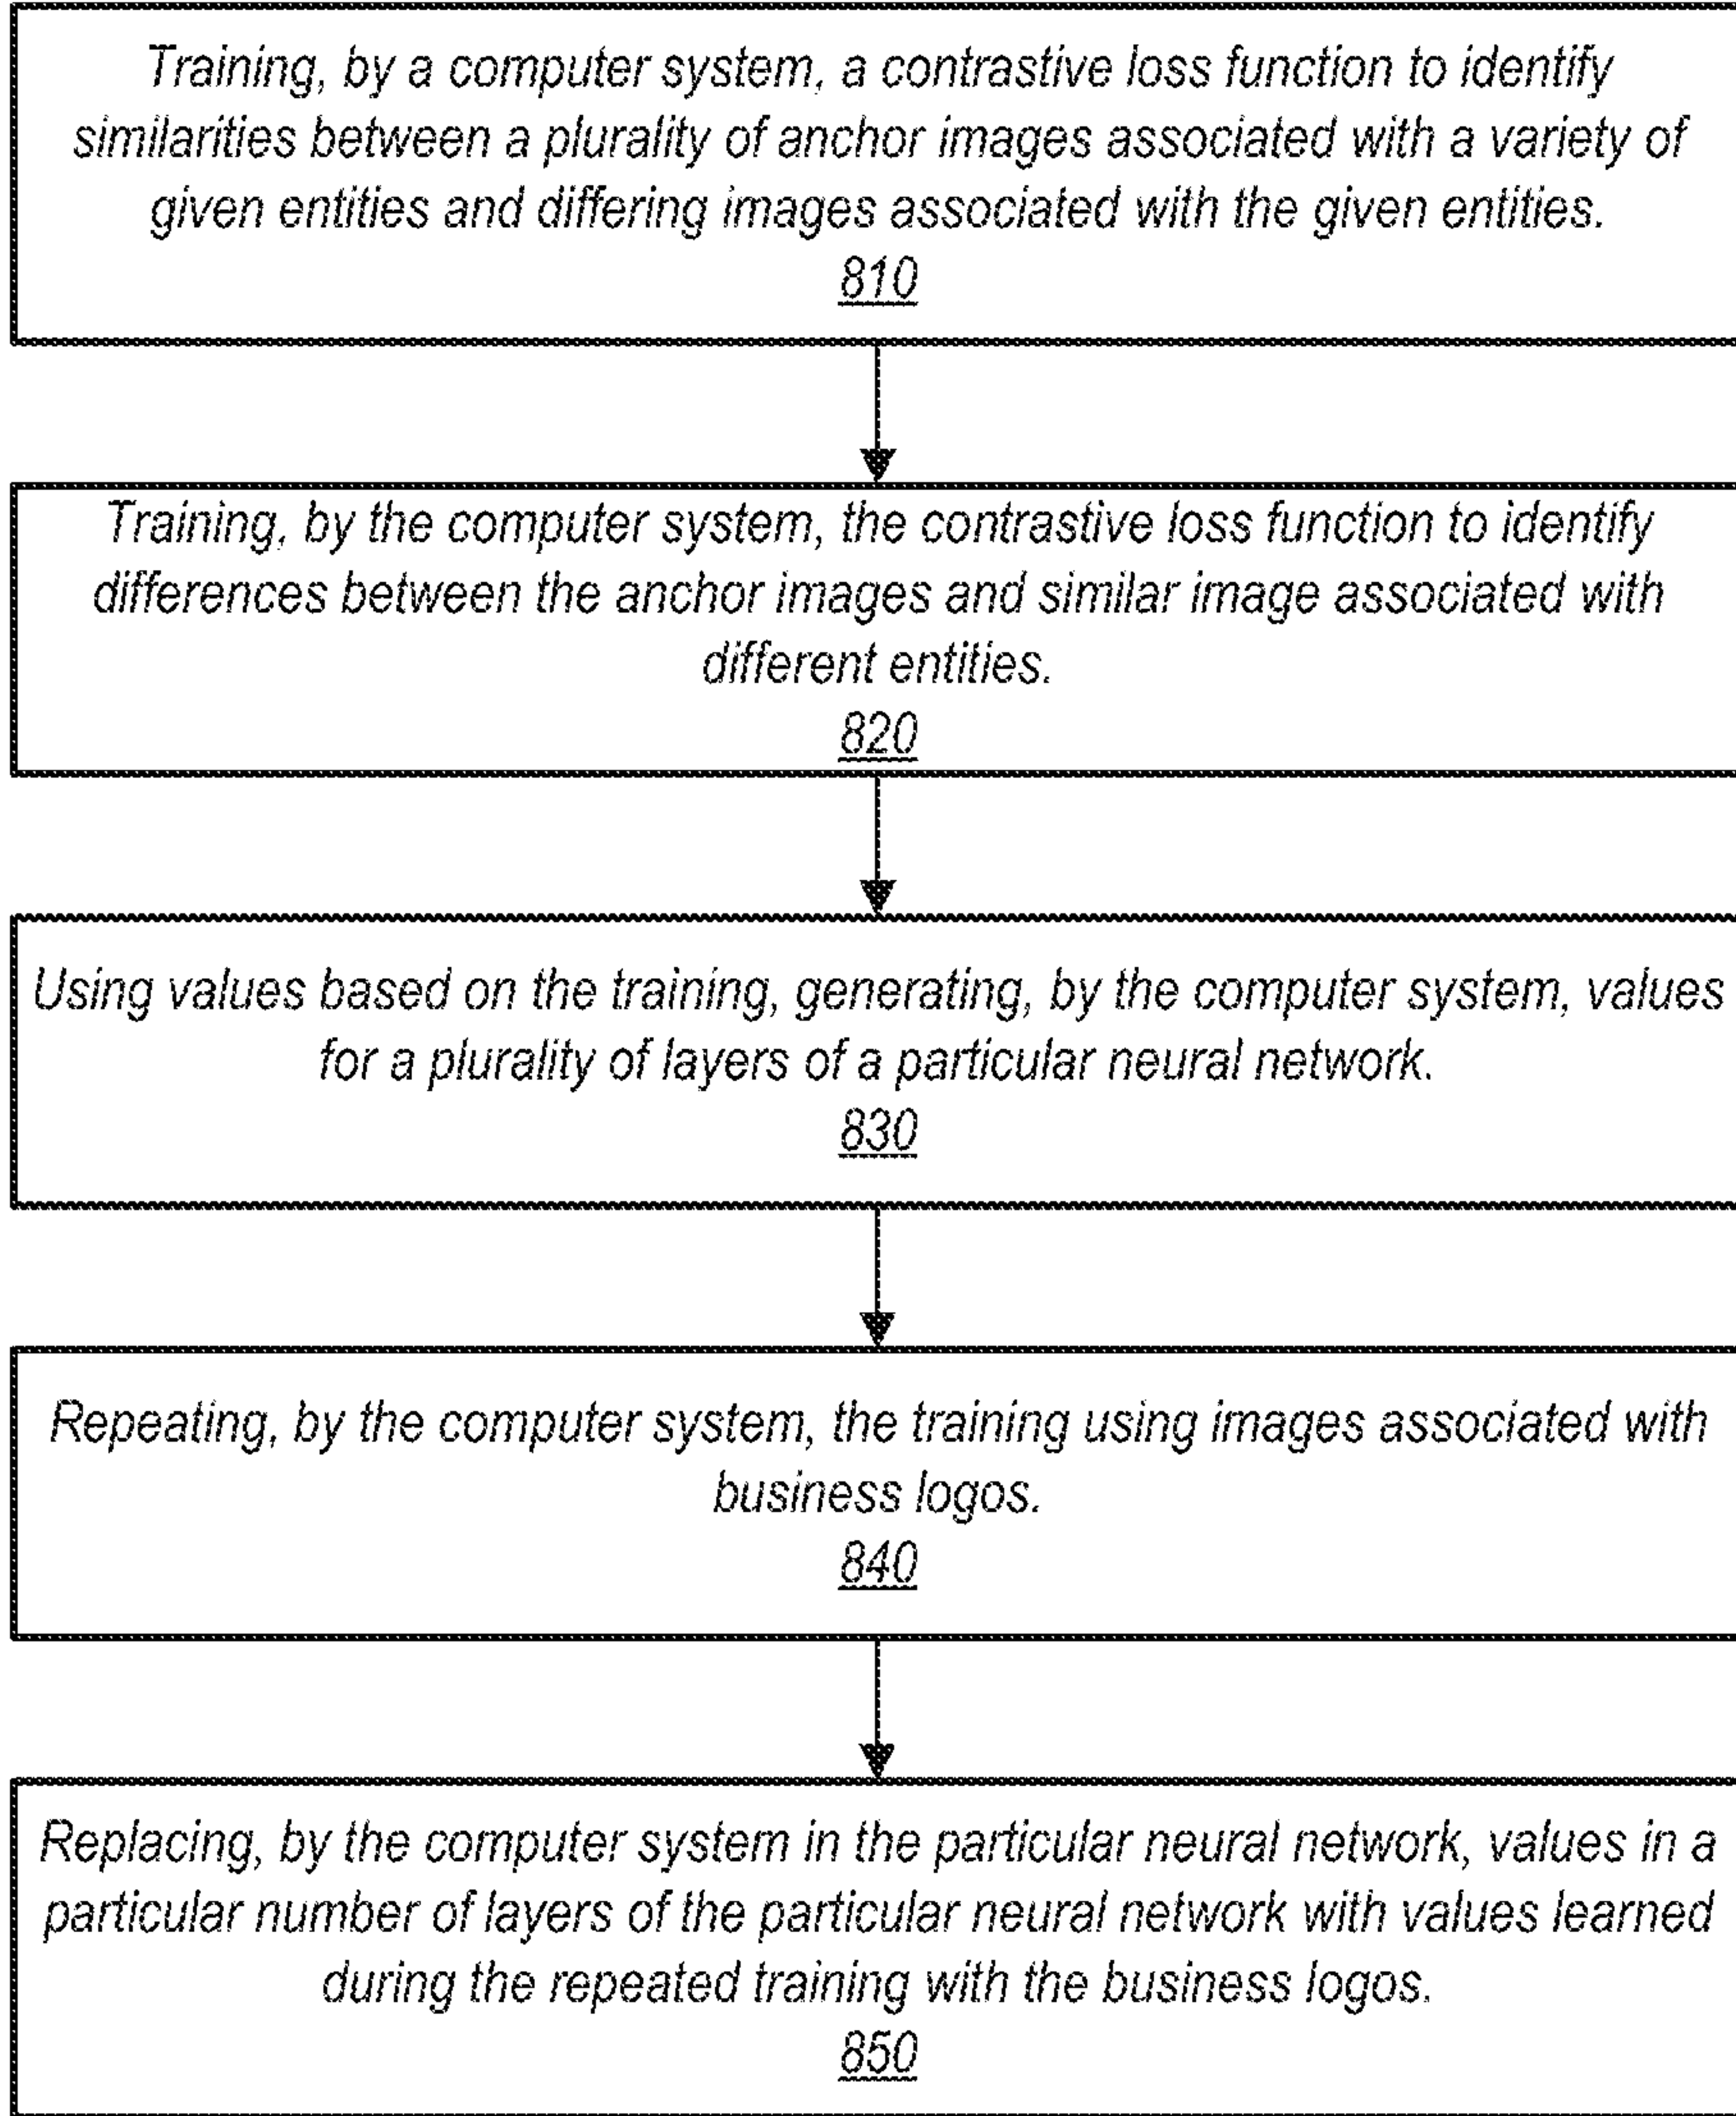 Training, by a computer system, a contrastive loss function to identify
similarities between a plurality of anchor images associated with a variety of
given entities and differing images associated with the given entities.
810
Training, by the computer system, the contrastive loss function to identify
differences between the anchor images and similar image associated with
different entities.
820
Using values based on the training, generating, by the computer system, values
for a plurality of layers of a particular neural network.
830
Repeating, by the computer system, the training using images associated with
business logos.
840
Replacing, by the computer system in the particular neural network, values in a
particular number of layers of the particular neural network with values learned
during the repeated training with the business logos.
850